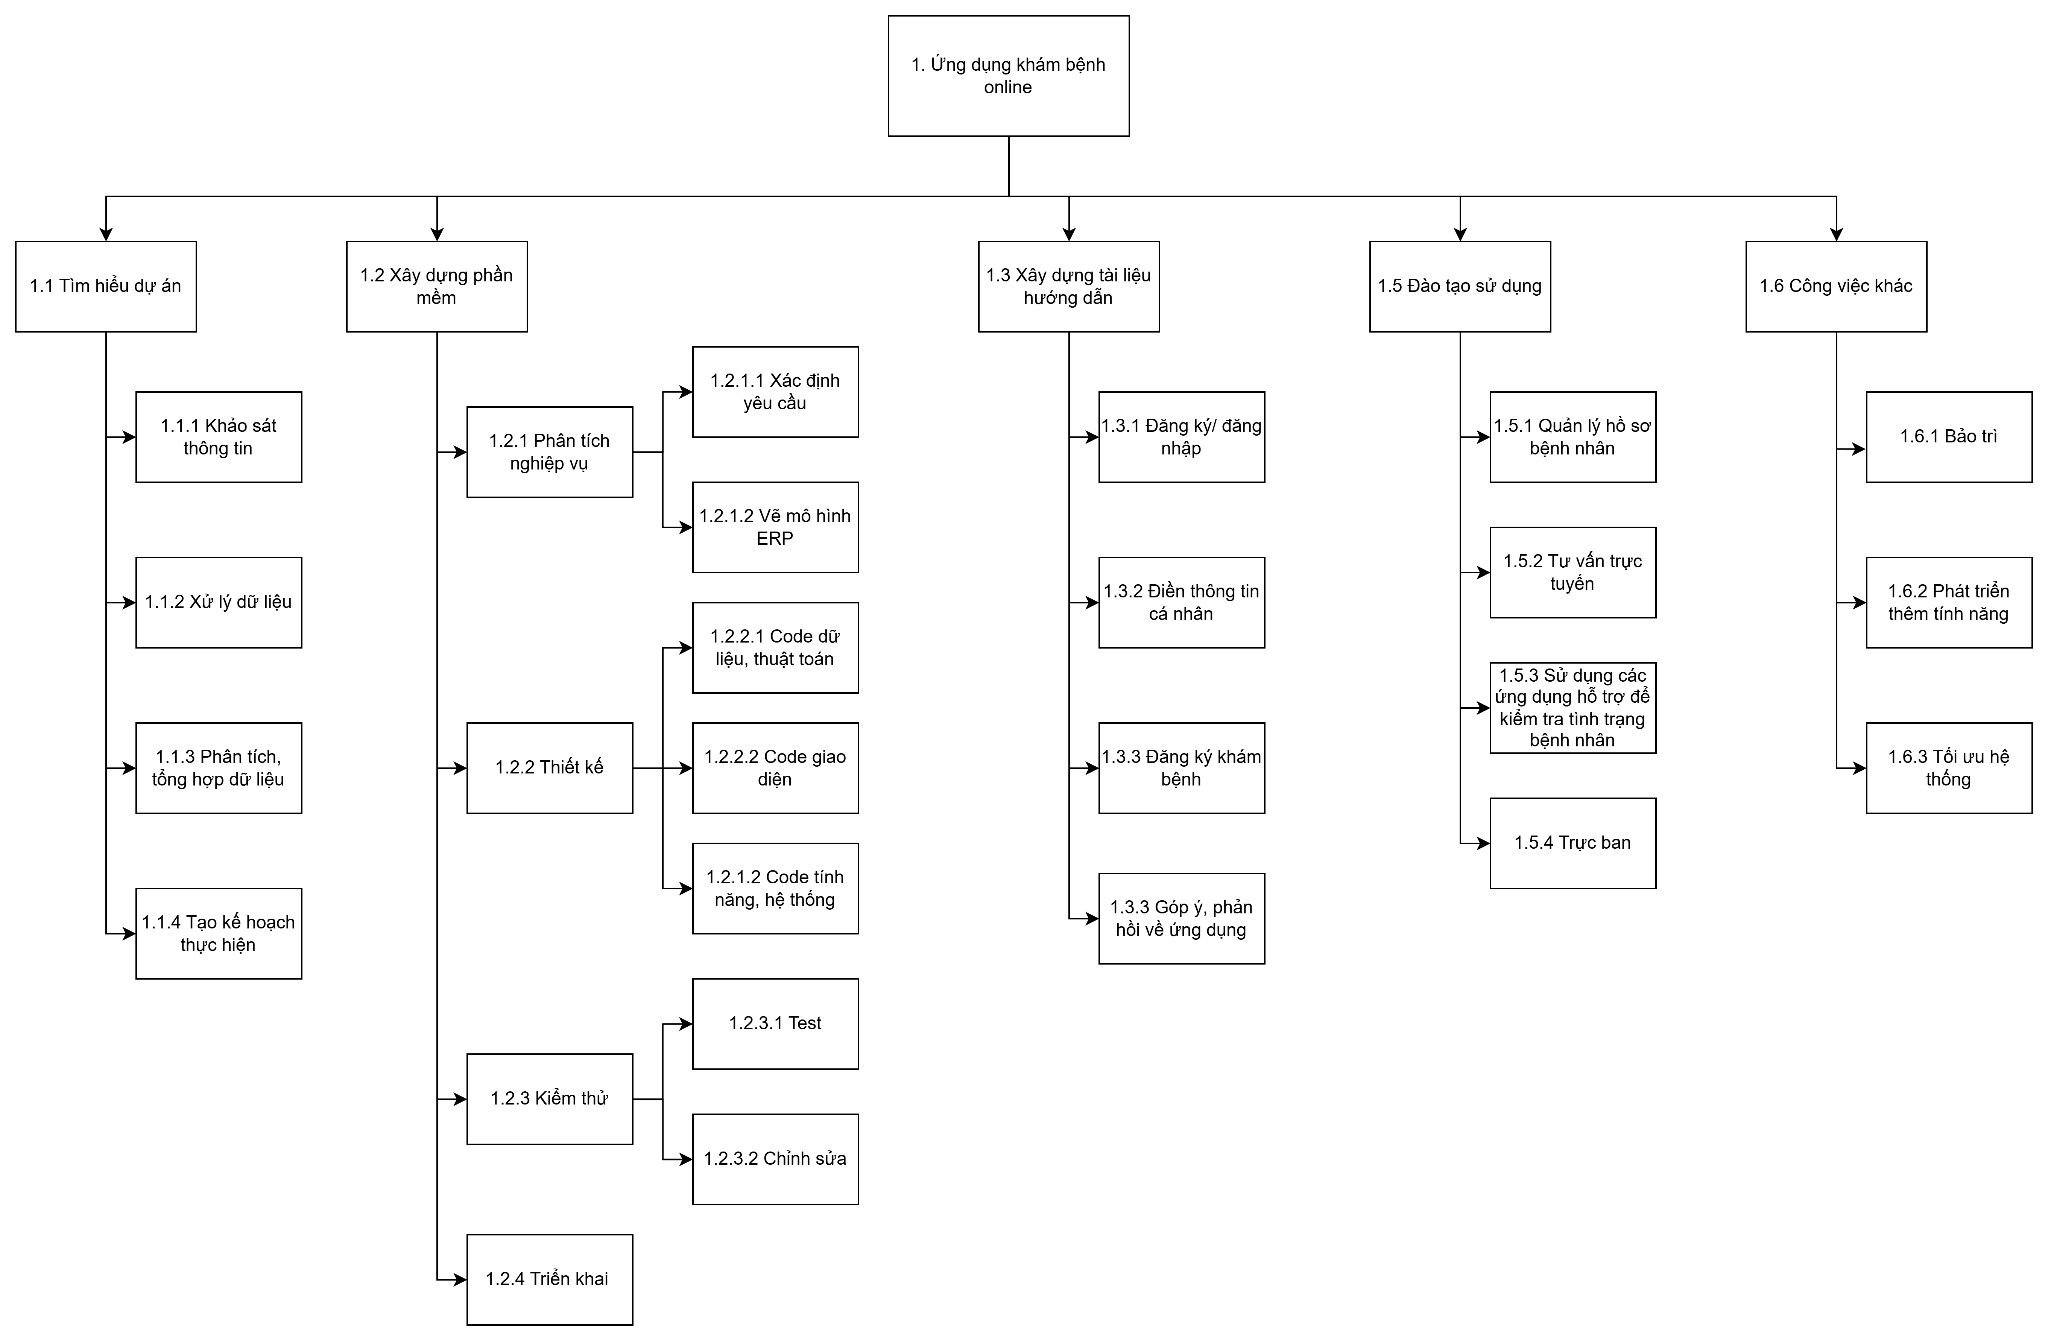 1. Ứng dụng khám bệnh
online
1.1 Tìm hiểu dự án
1.2 Xây dựng phần
mềm
1.3 Xây dựng tài liệu
hướng dẫn
1.5 Đào tạo sử dụng
1.6 Công việc khác
1.1.1 Khảo sát
thông tin
1.1.2 Xử lý dữ liệu
1.1.3 Phân tích,
tổng hợp dữ liệu
1.1.4 Tạo kế hoạch
thực hiện
1.2.1 Phân tích
nghiệp vụ
1.2.1.1 Xác định
yêu cầu
1.2.1.2 Vẽ mô hình
ERP
1.2.2 Thiết kế
1.2.2.1 Code dữ
liệu, thuật toán
1.2.2.2 Code giao
diện
1.2.1.2 Code tính
năng, hệ thống
1.2.3 Kiểm thử
1.2.3.1 Test
1.2.3.2 Chỉnh sửa
1.2.4 Triển khai
1.3.1 Đăng ký/ đăng
nhập
1.3.2 Điền thông tin
cá nhân
1.3.3 Đăng ký khám
bệnh
1.3.3 Góp ý, phản
hồi về ứng dụng
1.5.1 Quản lý hồ sơ
bệnh nhân
1.5.2 Tư vấn trực
tuyến
1.5.3 Sử dụng các
ứng dụng hỗ trợ để
kiểm tra tình trạng
bệnh nhân
1.5.4 Trực ban
1.6.1 Bảo trì
1.6.2 Phát triển
thêm tính năng
1.6.3 Tối ưu hệ
thống